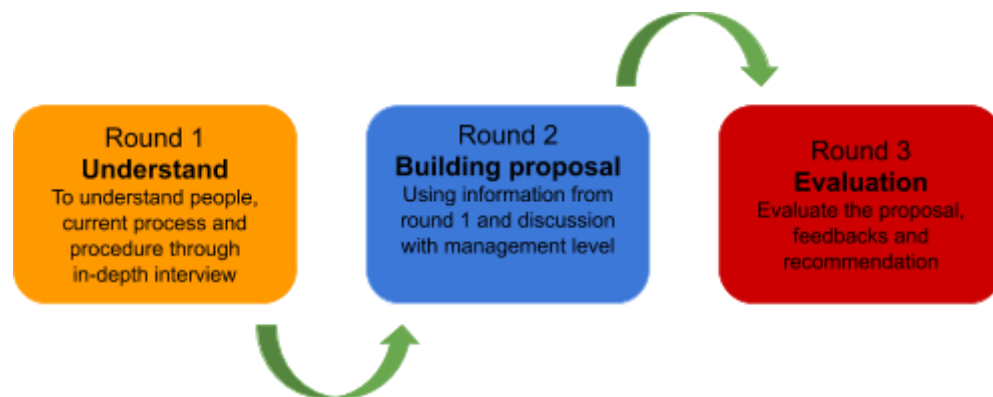 Round 1
Understand
To understand people,
current process and
procedure through
in-depth interview
Round 2
Building proposal
Using information from
round 1 and discussion
with management level
Round 3
Evaluation
Evaluate the proposal,
feedbacks and
recommendation